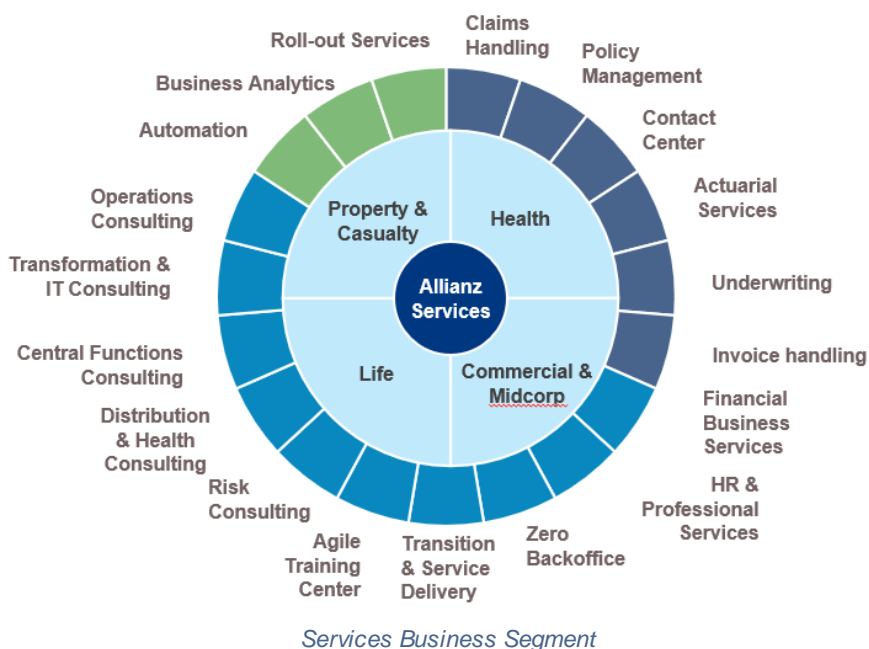 Roll-out Services
Claims
Handling
Policy
Management
Business Analytics
Contact
Center
Automation
Actuarial
Services
Operations
Consulting
Property &
Casualty
Health
Transformation &
IT Consulting
Allianz
Services
Underwriting
Central Functions
Consulting
Life
Commercial &
Midcorp
Invoice handling
Financial
Business
Services
Distribution
& Health
Consulting
HR &
Professional
Services
Risk
Consulting
Agile
Training
Center
Transition
& Service
Delivery
Zero
Backoffice
Services Business Segment